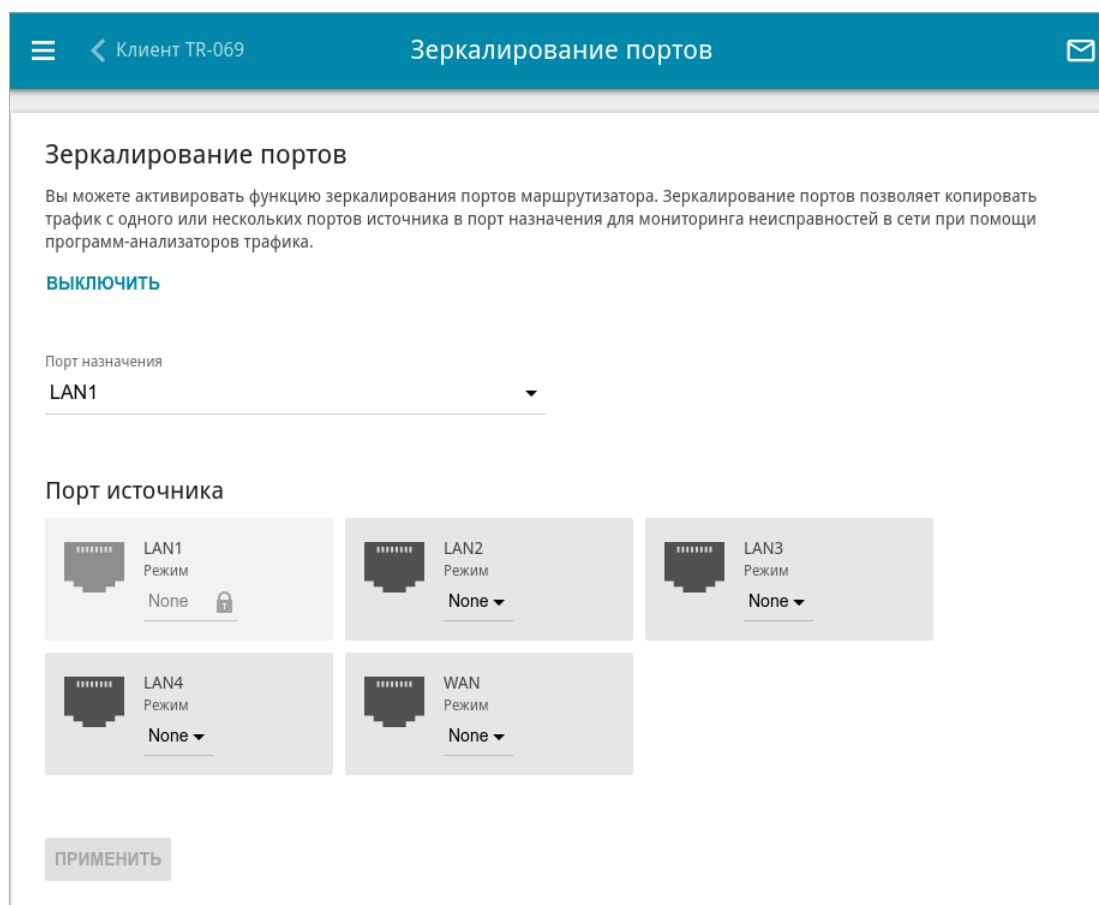 Клиент TR-069
Зеркалирование портов
Зеркалирование портов
Вы можете активировать функцию зеркалирования портов маршрутизатора. Зеркалирование портов позволяет копировать
трафик с одного или нескольких портов источника в порт назначения для мониторинга неисправностей в сети при помощи
программ-анализаторов трафика.
ВЫКЛЮЧИТЬ
Порт назначения
LAN1
Порт источника
LAN1
Режим
None
LAN2
Режим
None
LAN3
Режим
None
LAN4
Режим
None
WAN
Режим
None
ПРИМЕНИТЬ